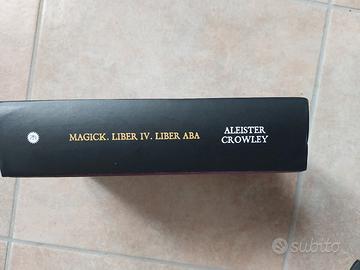 MAGICK. LIBER IV. LIBER ABA
ALEISTER
CROWLEY
subito